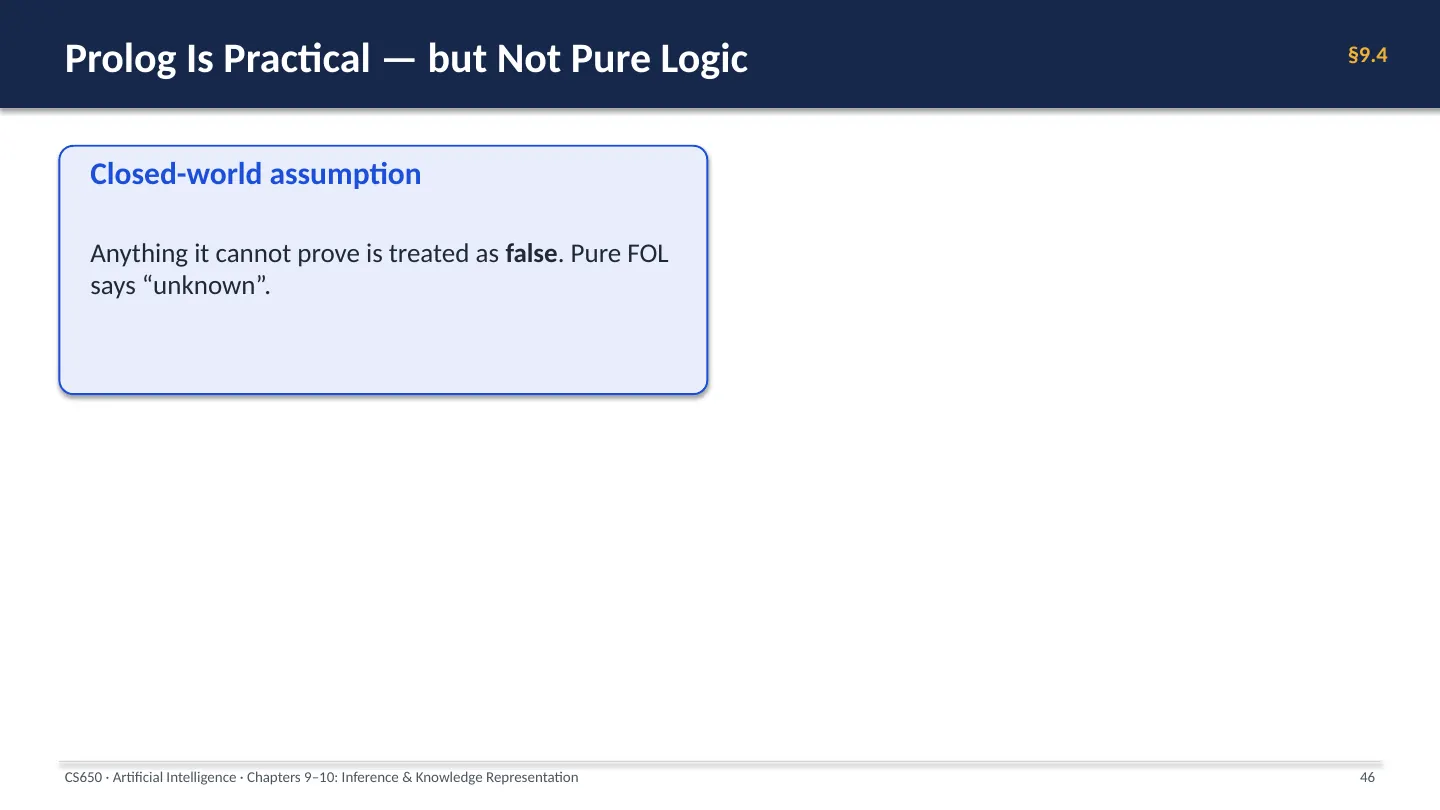 Prolog Is Practical — but Not Pure Logic
§9.4
Closed-world assumption
Anything it cannot prove is treated as false. Pure FOL
says “unknown”.
CS650 · Artificial Intelligence · Chapters 9–10: Inference & Knowledge Representation
46